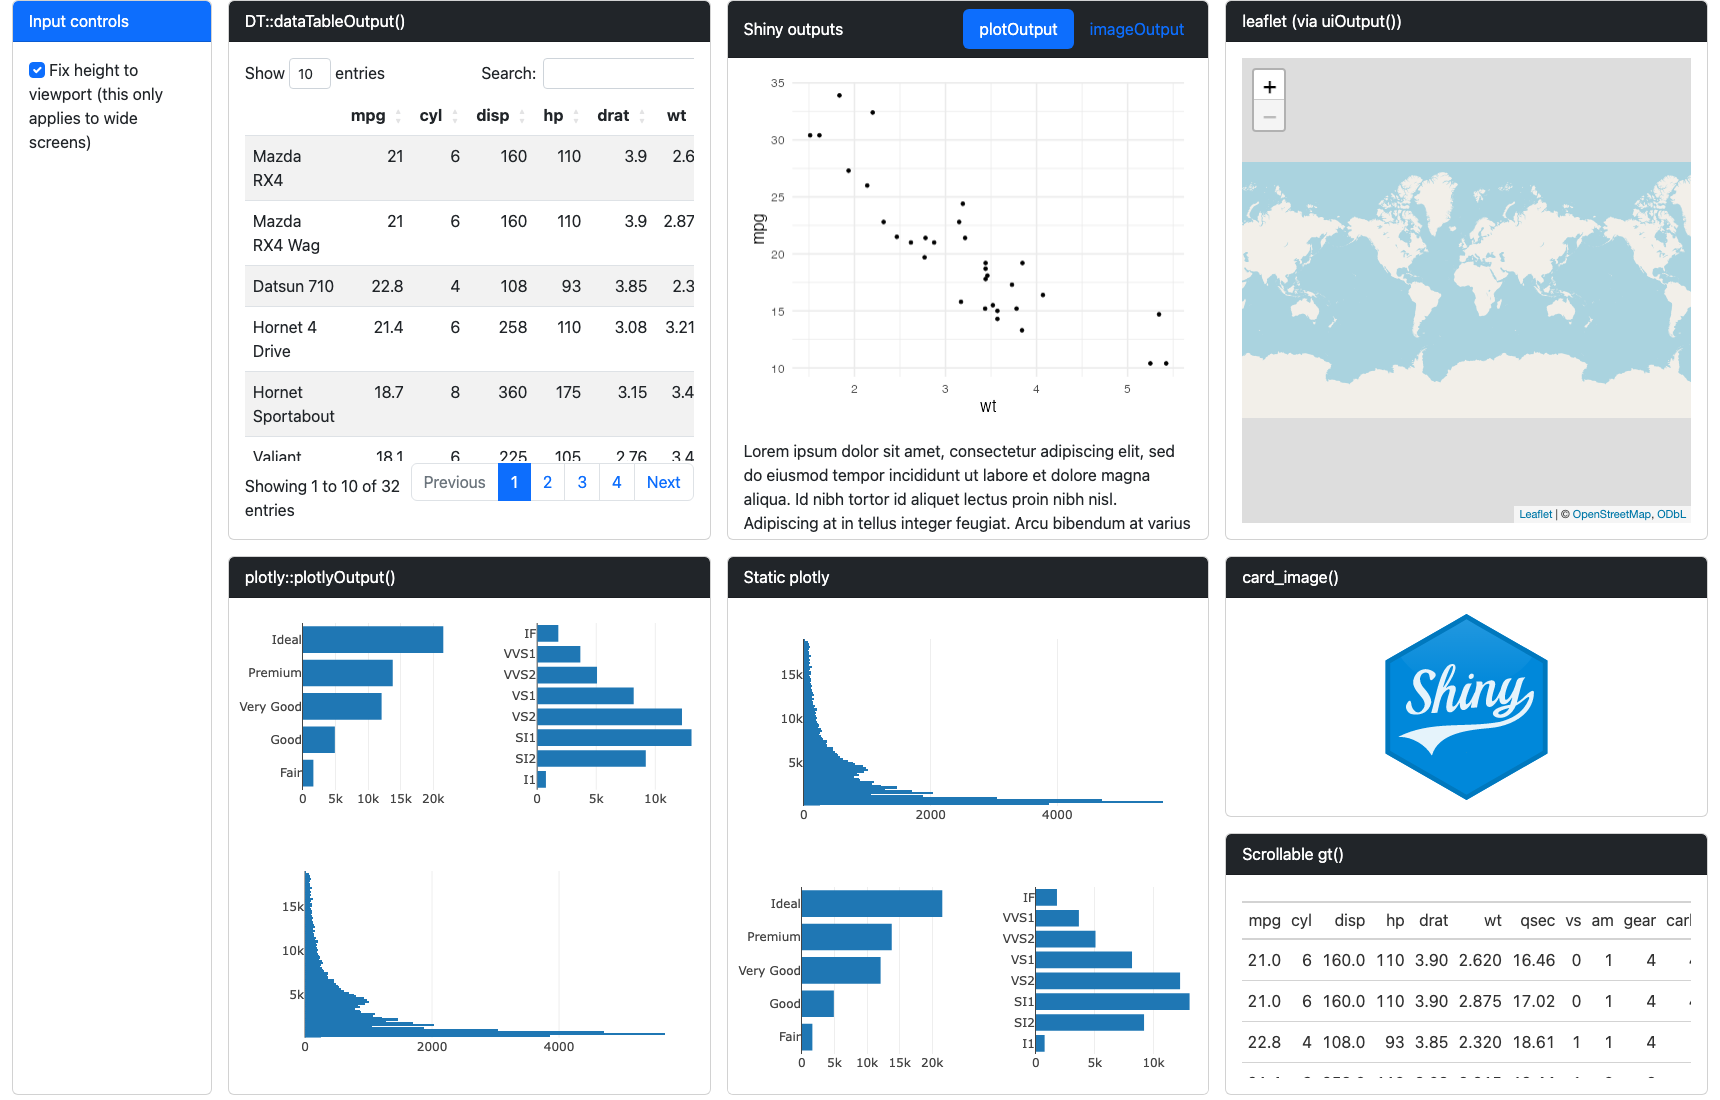 Input controls
Fix height to
viewport (this only
applies to wide
screens)
DT::dataTableOutput()
Show 10 entries Search:
mpg cyl disp hp drat wt
Mazda RX4 21 6 160 110 3.9 2.6
Mazda RX4 Wag 21 6 160 110 3.9 2.87
Datsun 710 22.8 4 108 93 3.85 2.3
Hornet 4 Drive 21.4 6 258 110 3.08 3.21
Hornet Sportabout 18.7 8 360 175 3.15 3.4
Valiant 18.1 6 225 105 2.76 3.4
Showing 1 to 10 of 32
entries
Previous 1 2 3 4 Next
Shiny outputs plotOutput imageOutput
35
30
25
20
15
10
mpg
2 3 4 5
wt
Lorem ipsum dolor sit amet, consectetur adipiscing elit, sed
do eiusmod tempor incididunt ut labore et dolore magna
aliqua. Id nibh tortor id aliquet lectus proin nibh nisl.
Adipiscing at in tellus integer feugiat. Arcu bibendum at varius
leaflet (via uiOutput())
+
−
Leaflet | © OpenStreetMap, ODbL
plotly::plotlyOutput()
Ideal
Premium
Very Good
Good
Fair
0 5k 10k 15k 20k
IF
VVS1
VVS2
VS1
VS2
SI1
SI2
I1
0 5k 10k
15k
10k
5k
0 2000 4000
Static plotly
15k
10k
5k
0 2000 4000
Ideal
Premium
Very Good
Good
Fair
0 5k 10k 15k 20k
IF
VVS1
VVS2
VS1
VS2
SI1
SI2
I1
0 5k 10k
card_image()
Shiny
Scrollable gt()
mpg cyl disp hp drat wt qsec vs am gear
21.0 6 160.0 110 3.90 2.620 16.46 0 1 4
21.0 6 160.0 110 3.90 2.875 17.02 0 1 4
22.8 4 108.0 93 3.85 2.320 18.61 1 1 4